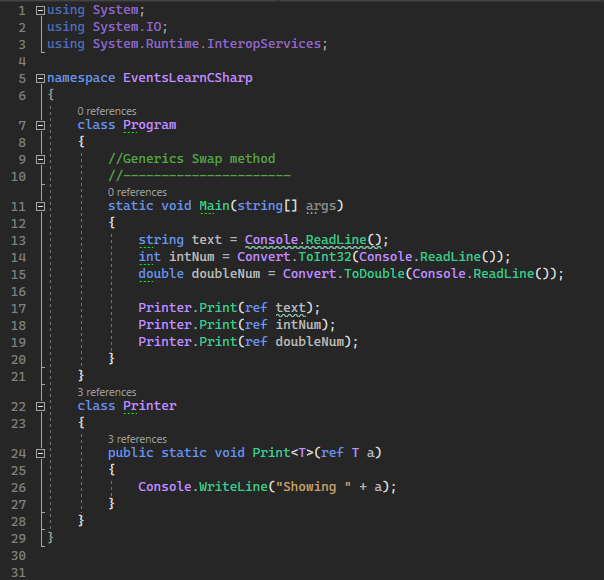 1 using System;
2 using System.IO;
3 using System.Runtime.InteropServices;
4
5 namespace EventsLearnCSharp
6 {
0 references
7 class Program
8 {
9 //Generics Swap method
10 //----------------------
0 references
11 static void Main(string[] args)
12 {
13 string text = Console.ReadLine();
14 int intNum = Convert.ToInt32(Console.ReadLine());
15 double doubleNum = Convert.ToDouble(Console.ReadLine());
16
17 Printer.Print(ref text);
18 Printer.Print(ref intNum);
19 Printer.Print(ref doubleNum);
20 }
21 }
3 references
22 class Printer
23 {
3 references
24 public static void Print<T>(ref T a)
25 {
26 Console.WriteLine("Showing " + a);
27 }
28 }
29 }
30
31